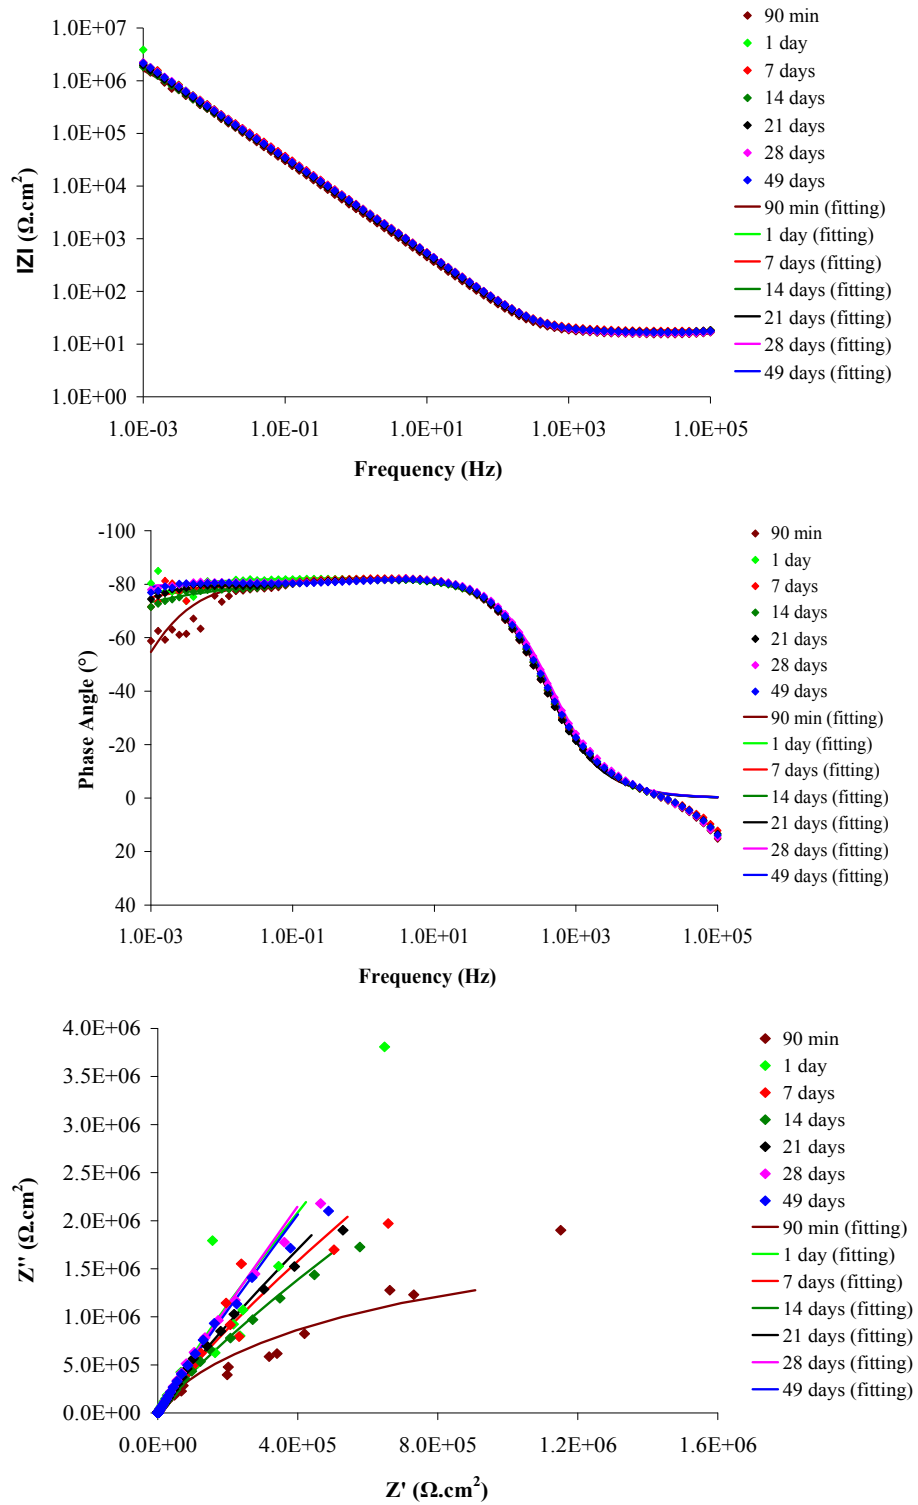 1.0E+07
1.0E+06
1.0E+05
1.0E+04
1.0E+03
1.0E+02
1.0E+01
1.0E+00
|Z| (Ω.cm2)
1.0E-03 1.0E-01 1.0E+01 1.0E+03 1.0E+05
Frequency (Hz)
90 min
1 day
7 days
14 days
21 days
28 days
49 days
90 min (fitting)
1 day (fitting)
7 days (fitting)
14 days (fitting)
21 days (fitting)
28 days (fitting)
49 days (fitting)
-100
-80
-60
-40
-20
0
20
40
Phase Angle (°)
1.0E-03 1.0E-01 1.0E+01 1.0E+03 1.0E+05
Frequency (Hz)
90 min
1 day
7 days
14 days
21 days
28 days
49 days
90 min (fitting)
1 day (fitting)
7 days (fitting)
14 days (fitting)
21 days (fitting)
28 days (fitting)
49 days (fitting)
4.0E+06
3.5E+06
3.0E+06
2.5E+06
2.0E+06
1.5E+06
1.0E+06
5.0E+05
0.0E+00
Z'' (Ω.cm2)
0.0E+00 4.0E+05 8.0E+05 1.2E+06 1.6E+06
Z' (Ω.cm2)
90 min
1 day
7 days
14 days
21 days
28 days
49 days
90 min (fitting)
1 day (fitting)
7 days (fitting)
14 days (fitting)
21 days (fitting)
28 days (fitting)
49 days (fitting)